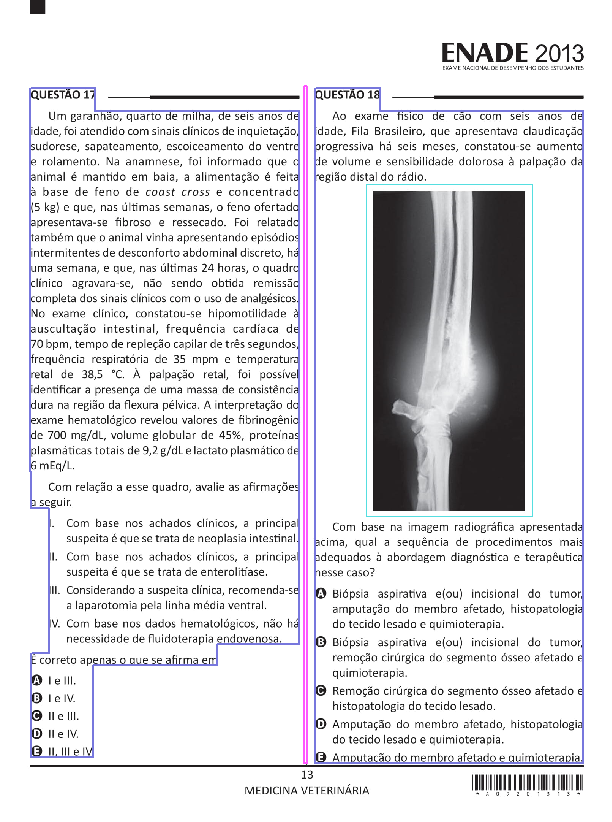 ENADE 2013
EXAME NACIONAL DE DESEMPENHO DOS ESTUDANTES
QUESTÃO 17
Um garanhão, quarto de milha, de seis anos de
idade, foi atendido com sinais clínicos de inquietação,
sudorese, sapateamento, escoiceamento do ventre
e rolamento. Na anamnese, foi informado que o
animal é mantido em baia, a alimentação é feita
à base de feno de coast cross e concentrado
(5 kg) e que, nas últimas semanas, o feno ofertado
apresentava-se fibroso e ressecado. Foi relatado
também que o animal vinha apresentando episódios
intermitentes de desconforto abdominal discreto, há
uma semana, e que, nas últimas 24 horas, o quadro
clínico agravara-se, não sendo obtida remissão
completa dos sinais clínicos com o uso de analgésicos.
No exame clínico, constatou-se hipomotilidade à
auscultação intestinal, frequência cardíaca de
70 bpm, tempo de repleção capilar de três segundos,
frequência respiratória de 35 mpm e temperatura
retal de 38,5 °C. À palpação retal, foi possível
identificar a presença de uma massa de consistência
dura na região da flexura pélvica. A interpretação do
exame hematológico revelou valores de fibrinogênio
de 700 mg/dL, volume globular de 45%, proteínas
plasmáticas totais de 9,2 g/dL e lactato plasmático de
6 mEq/L.
Com relação a esse quadro, avalie as afirmações
a seguir.
I. Com base nos achados clínicos, a principal
suspeita é que se trata de neoplasia intestinal.
II. Com base nos achados clínicos, a principal
suspeita é que se trata de enterolitíase.
III. Considerando a suspeita clínica, recomenda-se
a laparotomia pela linha média ventral.
IV. Com base nos dados hematológicos, não há
necessidade de fluidoterapia endovenosa.
É correto apenas o que se afirma em
A I e III.
B I e IV.
C II e III.
D II e IV.
E II, III e IV
QUESTÃO 18
Ao exame físico de cão com seis anos de
idade, Fila Brasileiro, que apresentava claudicação
progressiva há seis meses, constatou-se aumento
de volume e sensibilidade dolorosa à palpação da
região distal do rádio.
Com base na imagem radiográfica apresentada
acima, qual a sequência de procedimentos mais
adequados à abordagem diagnóstica e terapêutica
nesse caso?
A Biópsia aspirativa e(ou) incisional do tumor,
amputação do membro afetado, histopatologia
do tecido lesado e quimioterapia.
B Biópsia aspirativa e(ou) incisional do tumor,
remoção cirúrgica do segmento ósseo afetado e
quimioterapia.
C Remoção cirúrgica do segmento ósseo afetado e
histopatologia do tecido lesado.
D Amputação do membro afetado, histopatologia
do tecido lesado e quimioterapia.
E Amputação do membro afetado e quimioterapia.
13
MEDICINA VETERINÁRIA